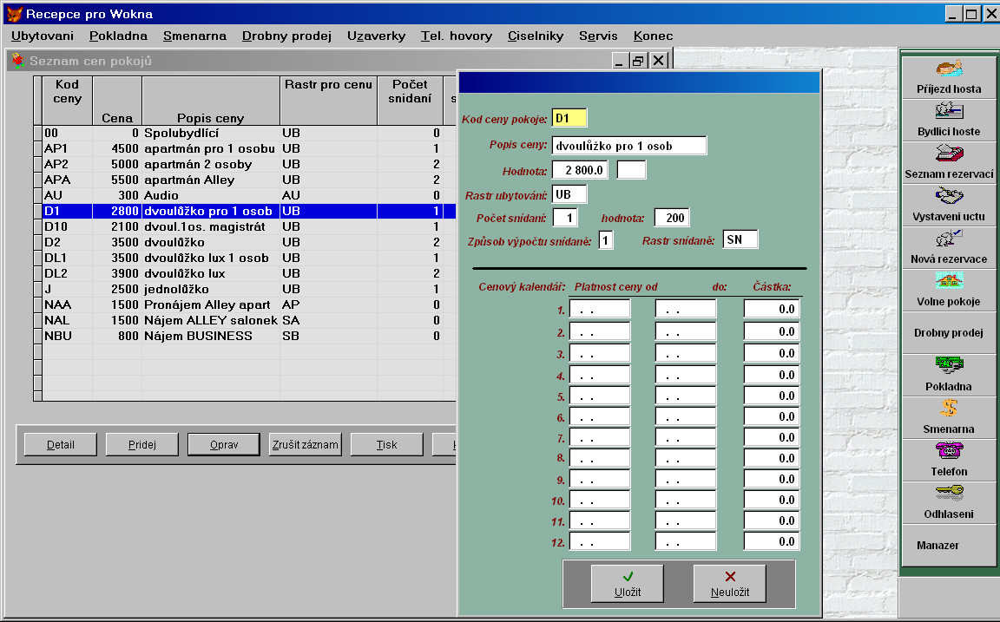 Recepce pro Wokna
Ubytovani Pokladna Smenarna Drobny prodej Uzaverky Tel. hovory Ciselniky Servis Konec
Seznam cen pokojů
Kod ceny Cena Popis ceny Rastr pro cenu Počet snidaní
00 0 Spolubydlící UB 0
AP1 4500 apartmán pro 1 osobu UB 1
AP2 5000 apartmán 2 osoby UB 2
APA 5500 apartmán Alley UB 2
AU 300 Audio AU 0
D1 2800 dvoulůžko pro 1 osob UB 1
D10 2100 dvoul.1os. magistrát UB 1
D2 3500 dvoulůžko UB 2
DL1 3500 dvoulůžko lux 1 osob UB 1
DL2 3900 dvoulůžko lux UB 2
J 2500 jednolůžko UB 1
NAA 1500 Pronájem Alley apart AP 0
NAL 1500 Nájem ALLEY salonek SA 0
NBU 800 Nájem BUSINESS SB 0
Detail Pridej Oprav Zrušit záznam Tisk
Kod ceny pokoje: D1
Popis ceny: dvoulůžko pro 1 osob
Hodnota: 2 800.0
Rastr ubytování: UB
Počet snídaní: 1 hodnota: 200
Způsob výpočtu snídaně: 1 Rastr snídaně: SN
Cenový kalendář: Platnost ceny od do: Částka:
1. . . . . 0.0
2. . . . . 0.0
3. . . . . 0.0
4. . . . . 0.0
5. . . . . 0.0
6. . . . . 0.0
7. . . . . 0.0
8. . . . . 0.0
9. . . . . 0.0
10. . . . . 0.0
11. . . . . 0.0
12. . . . . 0.0
Uložit Neuložit
Příjezd hosta
Bydlici hoste
Seznam rezervací
Vystaveni uctu
Nová rezervace
Volne pokoje
Drobny prodej
Pokladna
Smenarna
Telefon
Odhlaseni
Manazer